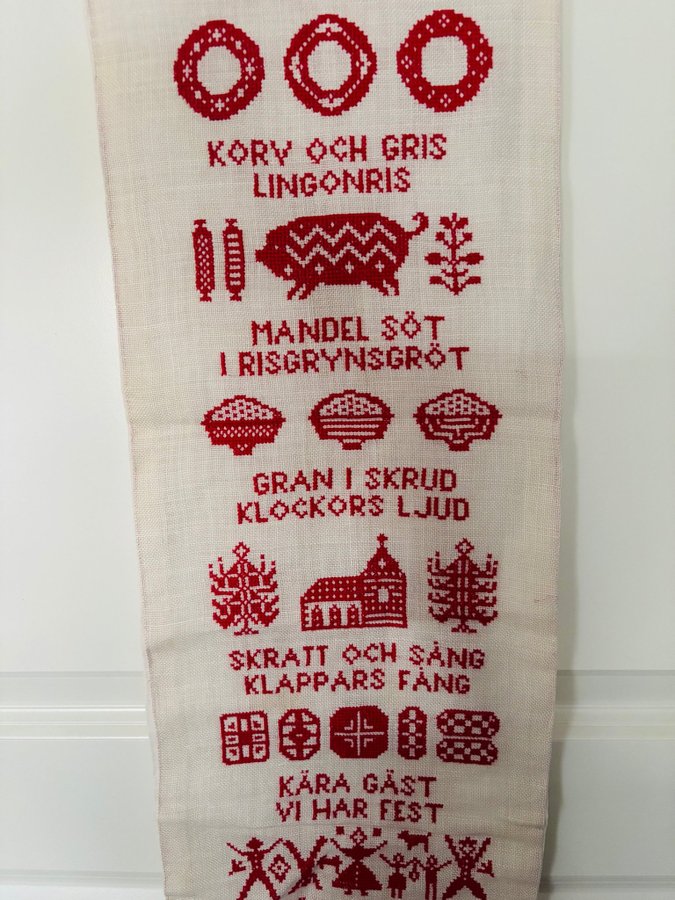 KORV OCH GRIS
LINGONRIS
MANDEL SÖT
I RISGRYNSGRÖT
GRAN I SKRUD
KLOCKORS LJUD
SKRATT OCH SÅNG
KLAPPARS FÅNG
KÄRA GÄST
VI HAR FEST